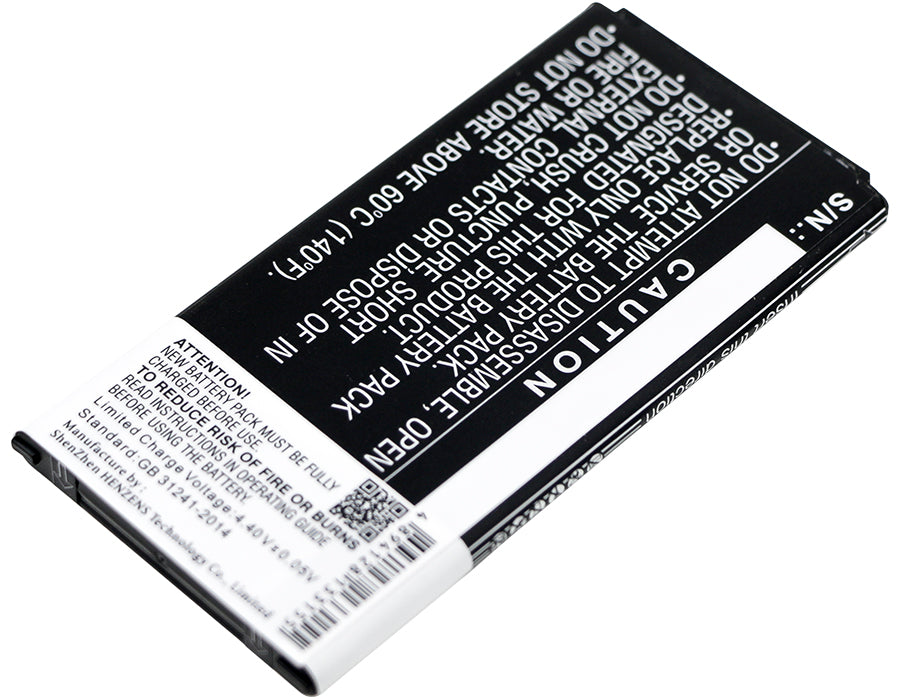 S/N.:
CAUTION
•DO NOT ATTEMPT TO DISASSEMBLE, OPEN
OR SERVICE THE BATTERY PACK.
•REPLACE ONLY WITH THE BATTERY PACK
DESIGNATED FOR THIS PRODUCT.
•DO NOT CRUSH, PUNCTURE, SHORT
EXTERNAL CONTACTS OR DISPOSE OF IN
FIRE OR WATER.
•DO NOT STORE ABOVE 60°C (140°F).
ATTENTION!
NEW BATTERY PACK MUST BE FULLY
CHARGED BEFORE USE.
TO REDUCE RISK OF FIRE OR BURNS
READ INSTRUCTIONS IN OPERATING GUIDE
BEFORE USING THE BATTERY.
Limited Charge Voltage-4.40V±0.05V
Standard:GB 31241-2014
Manufacture by:
ShenZhen HENZENS Technology Co., Limited
Insert this direction